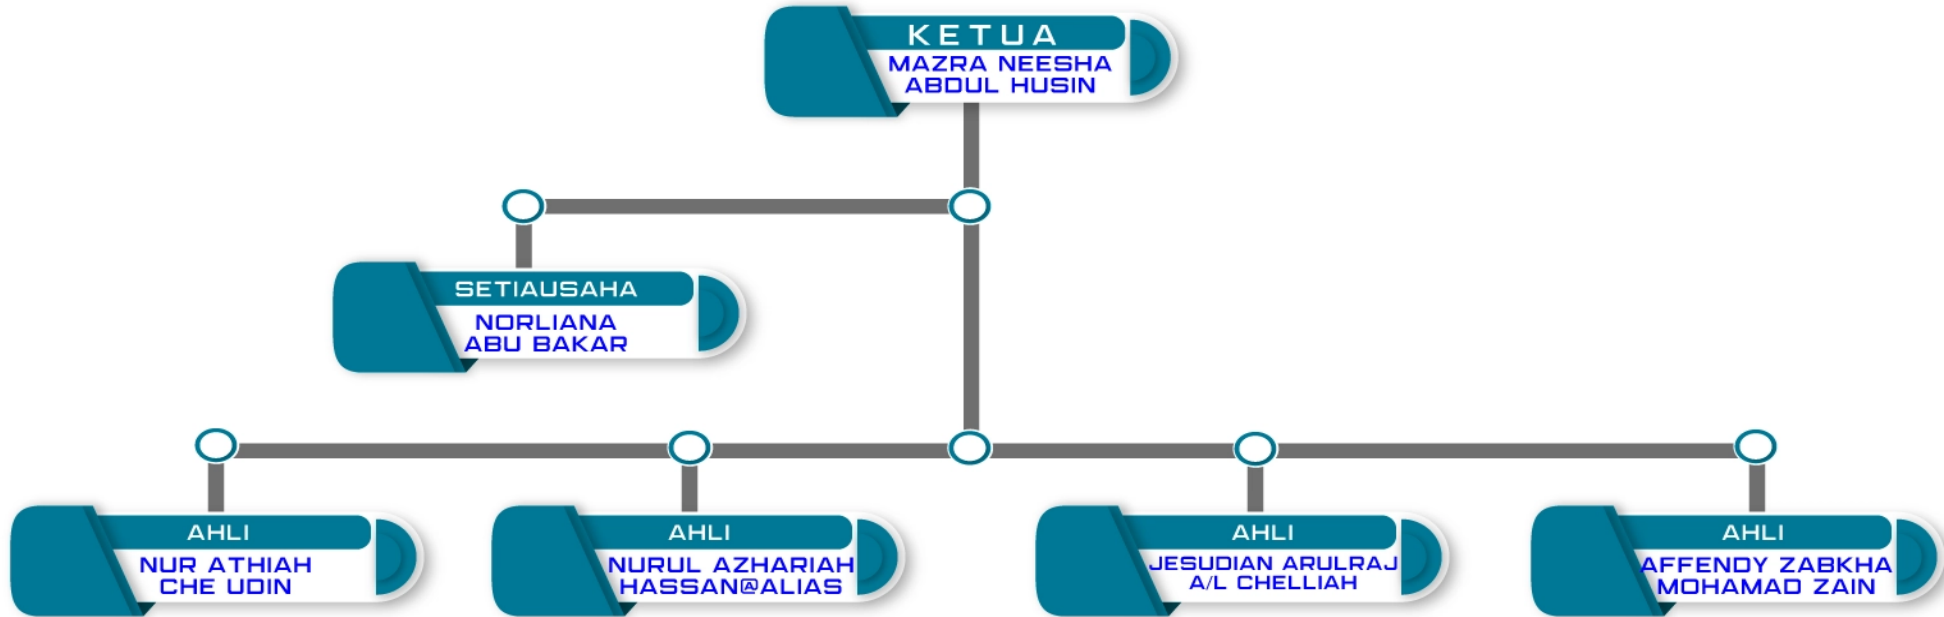 KETUA
MAZRA NEESHA
ABDUL HUSIN
SETIAUSAHA
NORLIANA
ABU BAKAR
AHLI
NUR ATHIAH
CHE UDIN
AHLI
NURUL AZHARIAH
HASSAN@ALIAS
AHLI
JESUDIAN ARULRAJ
A/L CHELLIAH
AHLI
AFFENDY ZABKHA
MOHAMAD ZAIN